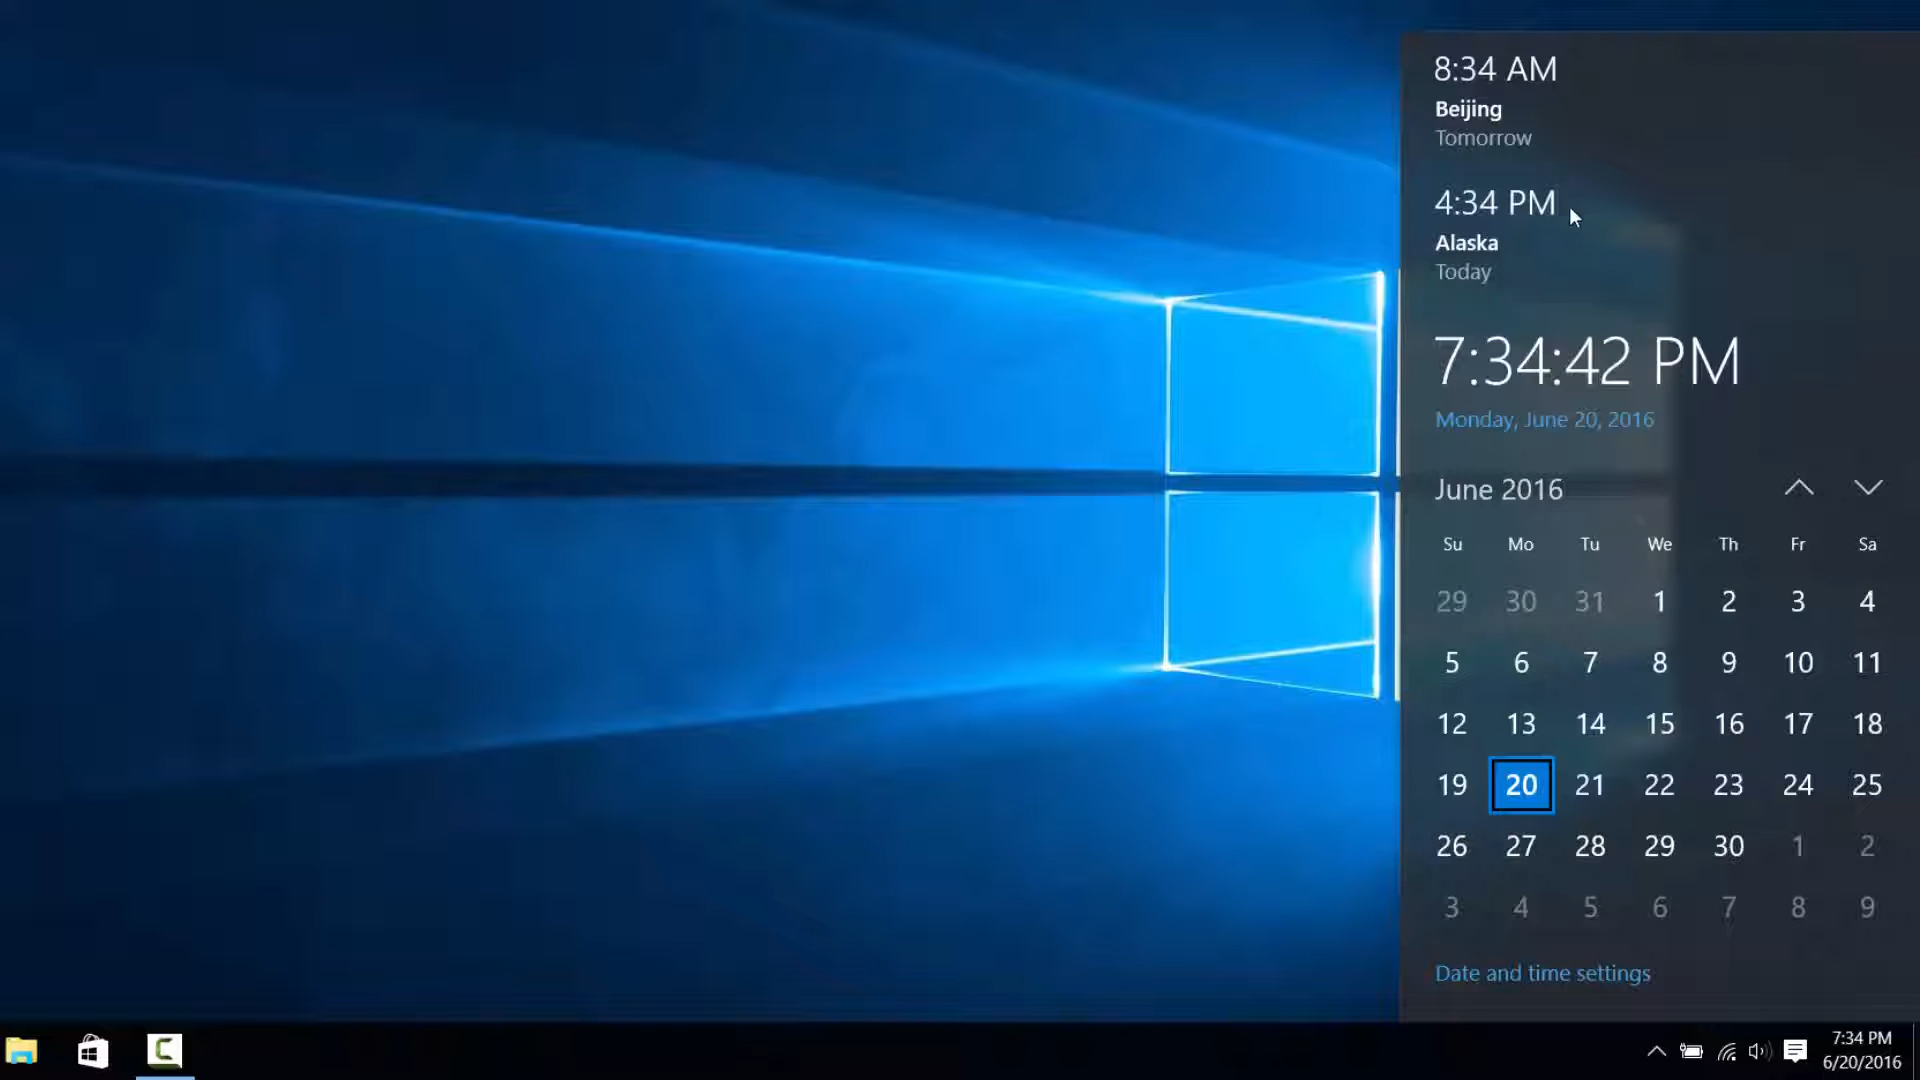 8:34 AM
Beijing
Tomorrow
4:34 PM
Alaska
Today
7:34:42 PM
Monday, June 20, 2016
June 2016
Su Mo Tu We Th Fr Sa
29 30 31 1 2 3 4
5 6 7 8 9 10 11
12 13 14 15 16 17 18
19 20 21 22 23 24 25
26 27 28 29 30 1 2
3 4 5 6 7 8 9
Date and time settings
7:34 PM
6/20/2016